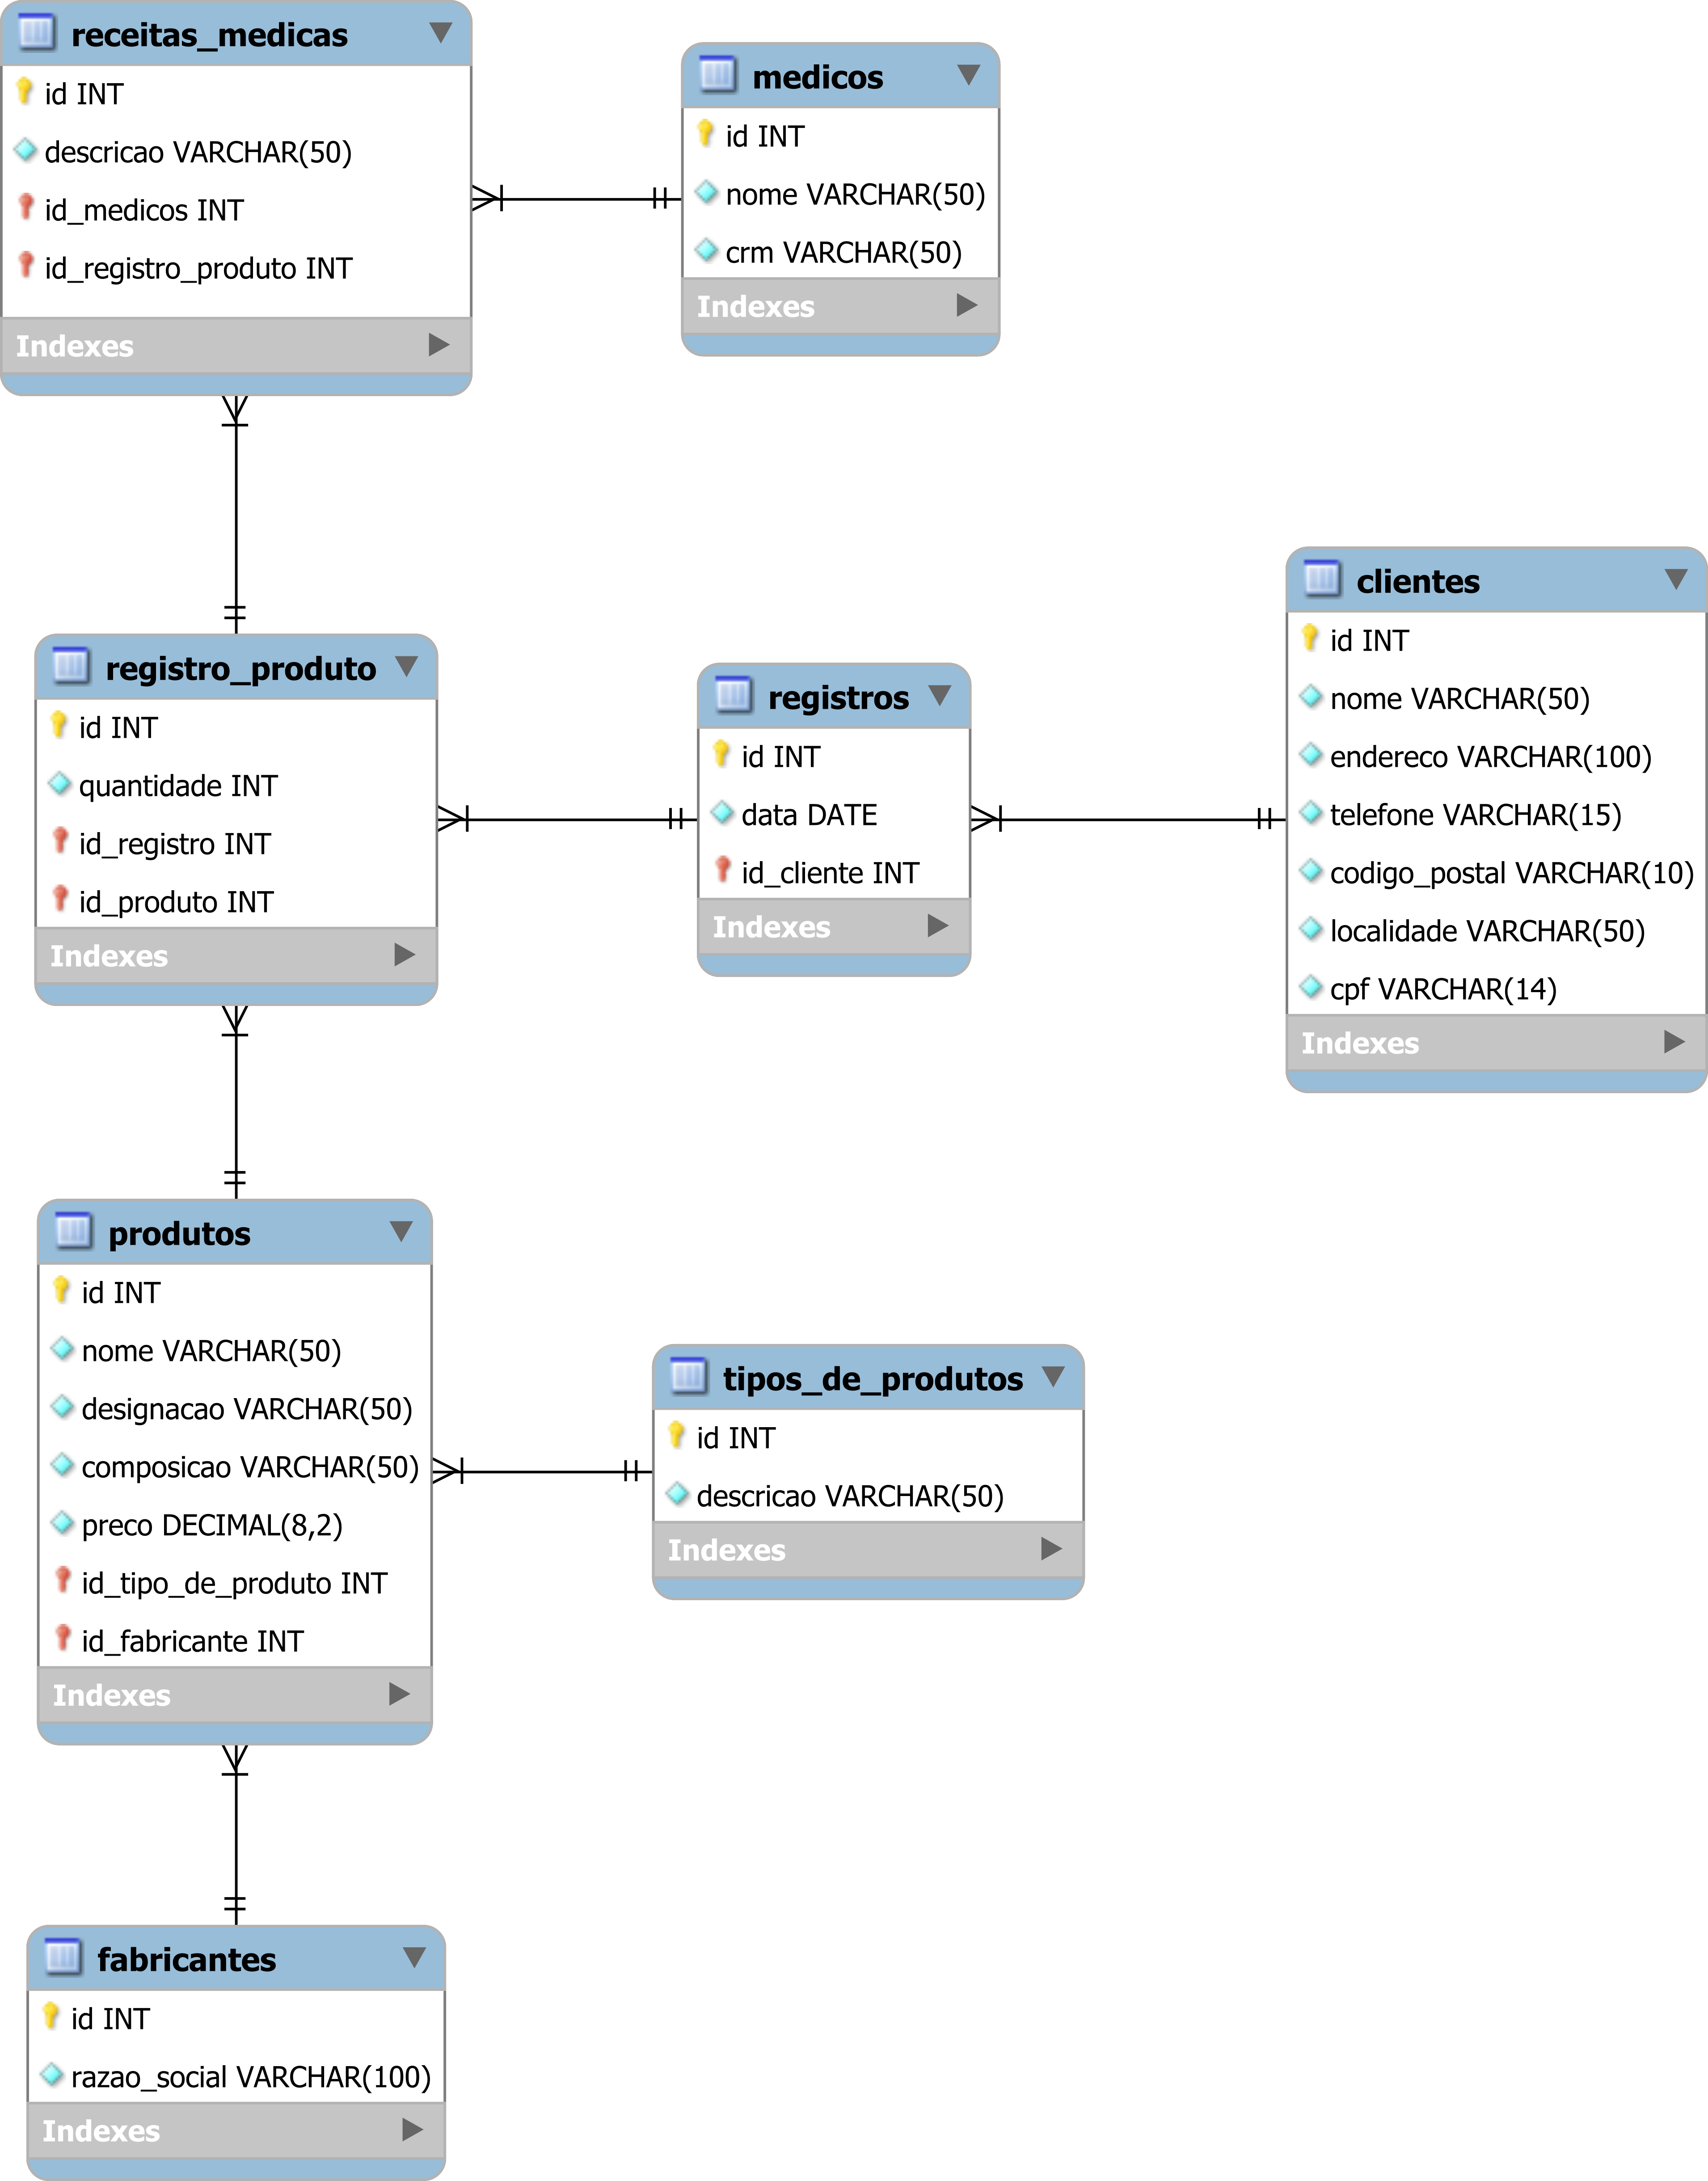 receitas_medicas
id INT
descricao VARCHAR(50)
id_medicos INT
id_registro_produto INT
Indexes
medicos
id INT
nome VARCHAR(50)
crm VARCHAR(50)
Indexes
registro_produto
id INT
quantidade INT
id_registro INT
id_produto INT
Indexes
registros
id INT
data DATE
id_cliente INT
Indexes
clientes
id INT
nome VARCHAR(50)
endereco VARCHAR(100)
telefone VARCHAR(15)
codigo_postal VARCHAR(10)
localidade VARCHAR(50)
cpf VARCHAR(14)
Indexes
produtos
id INT
nome VARCHAR(50)
designacao VARCHAR(50)
composicao VARCHAR(50)
preco DECIMAL(8,2)
id_tipo_de_produto INT
id_fabricante INT
Indexes
tipos_de_produtos
id INT
descricao VARCHAR(50)
Indexes
fabricantes
id INT
razao_social VARCHAR(100)
Indexes